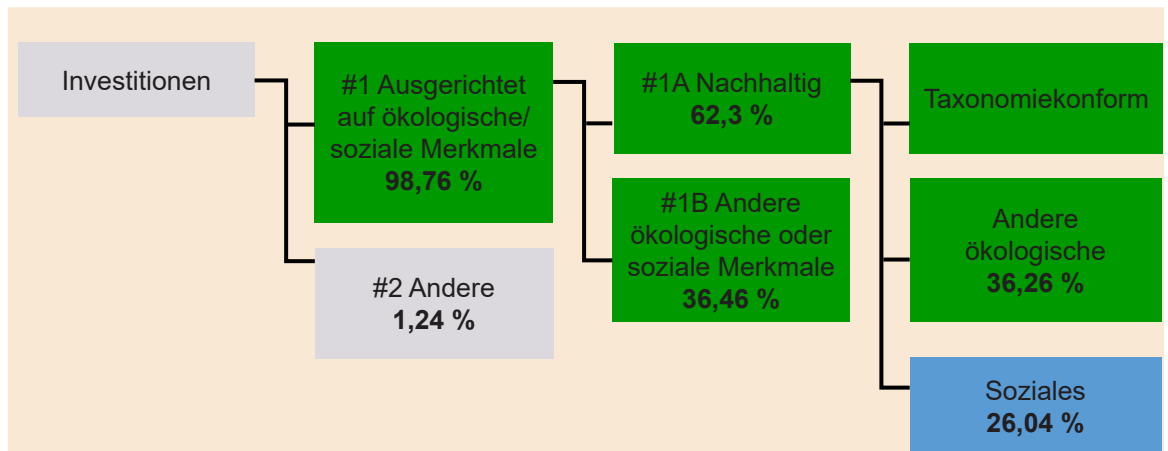 Investitionen
#1 Ausgerichtet
auf ökologische/
soziale Merkmale
98,76 %
#2 Andere
1,24 %
#1A Nachhaltig
62,3 %
#1B Andere
ökologische oder
soziale Merkmale
36,46 %
Taxonomiekonform
Andere
ökologische
36,26 %
Soziales
26,04 %